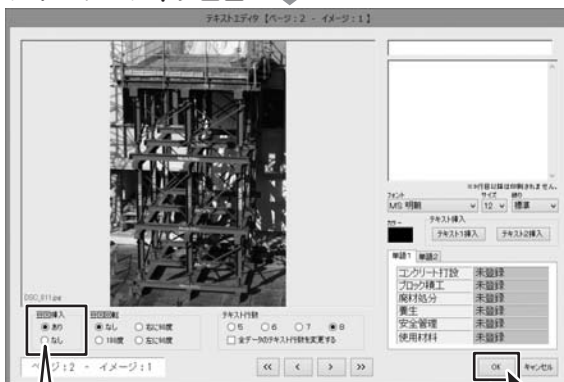 テキストエディタ【ページ:2 - イメージ:1】
※9行目以降は印刷されません。
フォント サイズ 飾り
MS 明朝 12 標準
カラー テキスト挿入
テキスト1挿入 テキスト2挿入
単語1 単語2
コンクリート打設 未登録
ブロック積工 未登録
廃材処分 未登録
養生 未登録
安全管理 未登録
使用材料 未登録
画回転
なし 右に90度
180度 左に90度
あり
なし
テキスト行数
5 6 7 8
全データのテキスト行数を変更する
ページ:2 - イメージ:1
<< < > >>
OK キャンセル